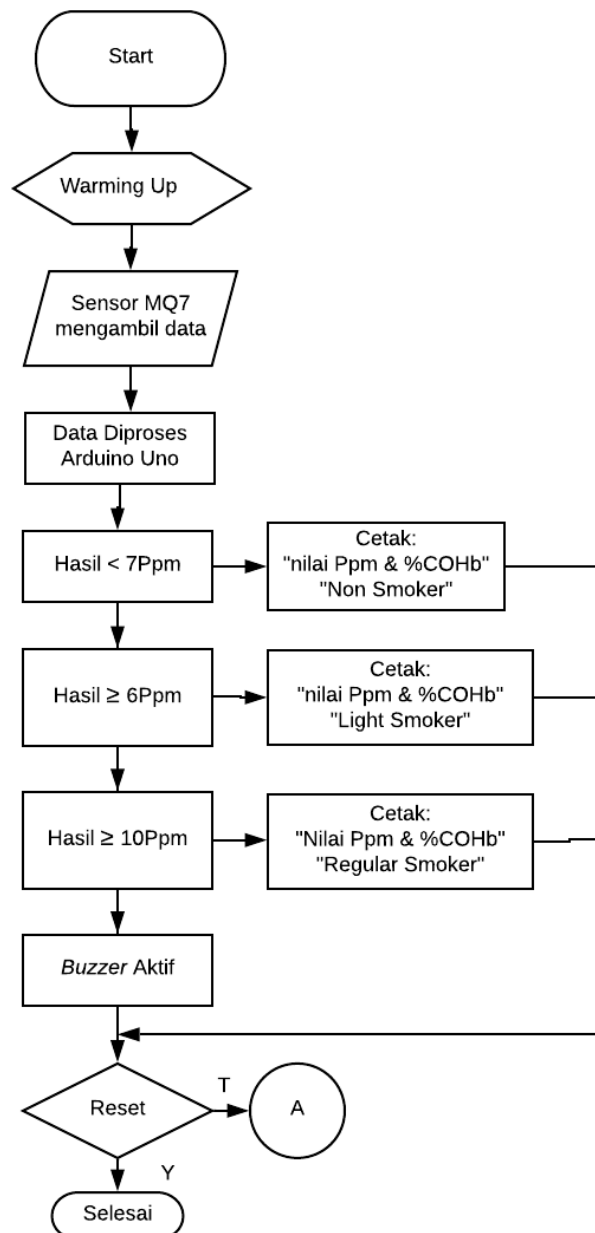 Start
Warming Up
Sensor MQ7
mengambil data
Data Diproses
Arduino Uno
Hasil < 7Ppm
Cetak:
"nilai Ppm & %COHb"
"Non Smoker"
Hasil ≥ 6Ppm
Cetak:
"nilai Ppm & %COHb"
"Light Smoker"
Hasil ≥ 10Ppm
Cetak:
"Nilai Ppm & %COHb"
"Regular Smoker"
Buzzer Aktif
Reset
T
A
Y
Selesai